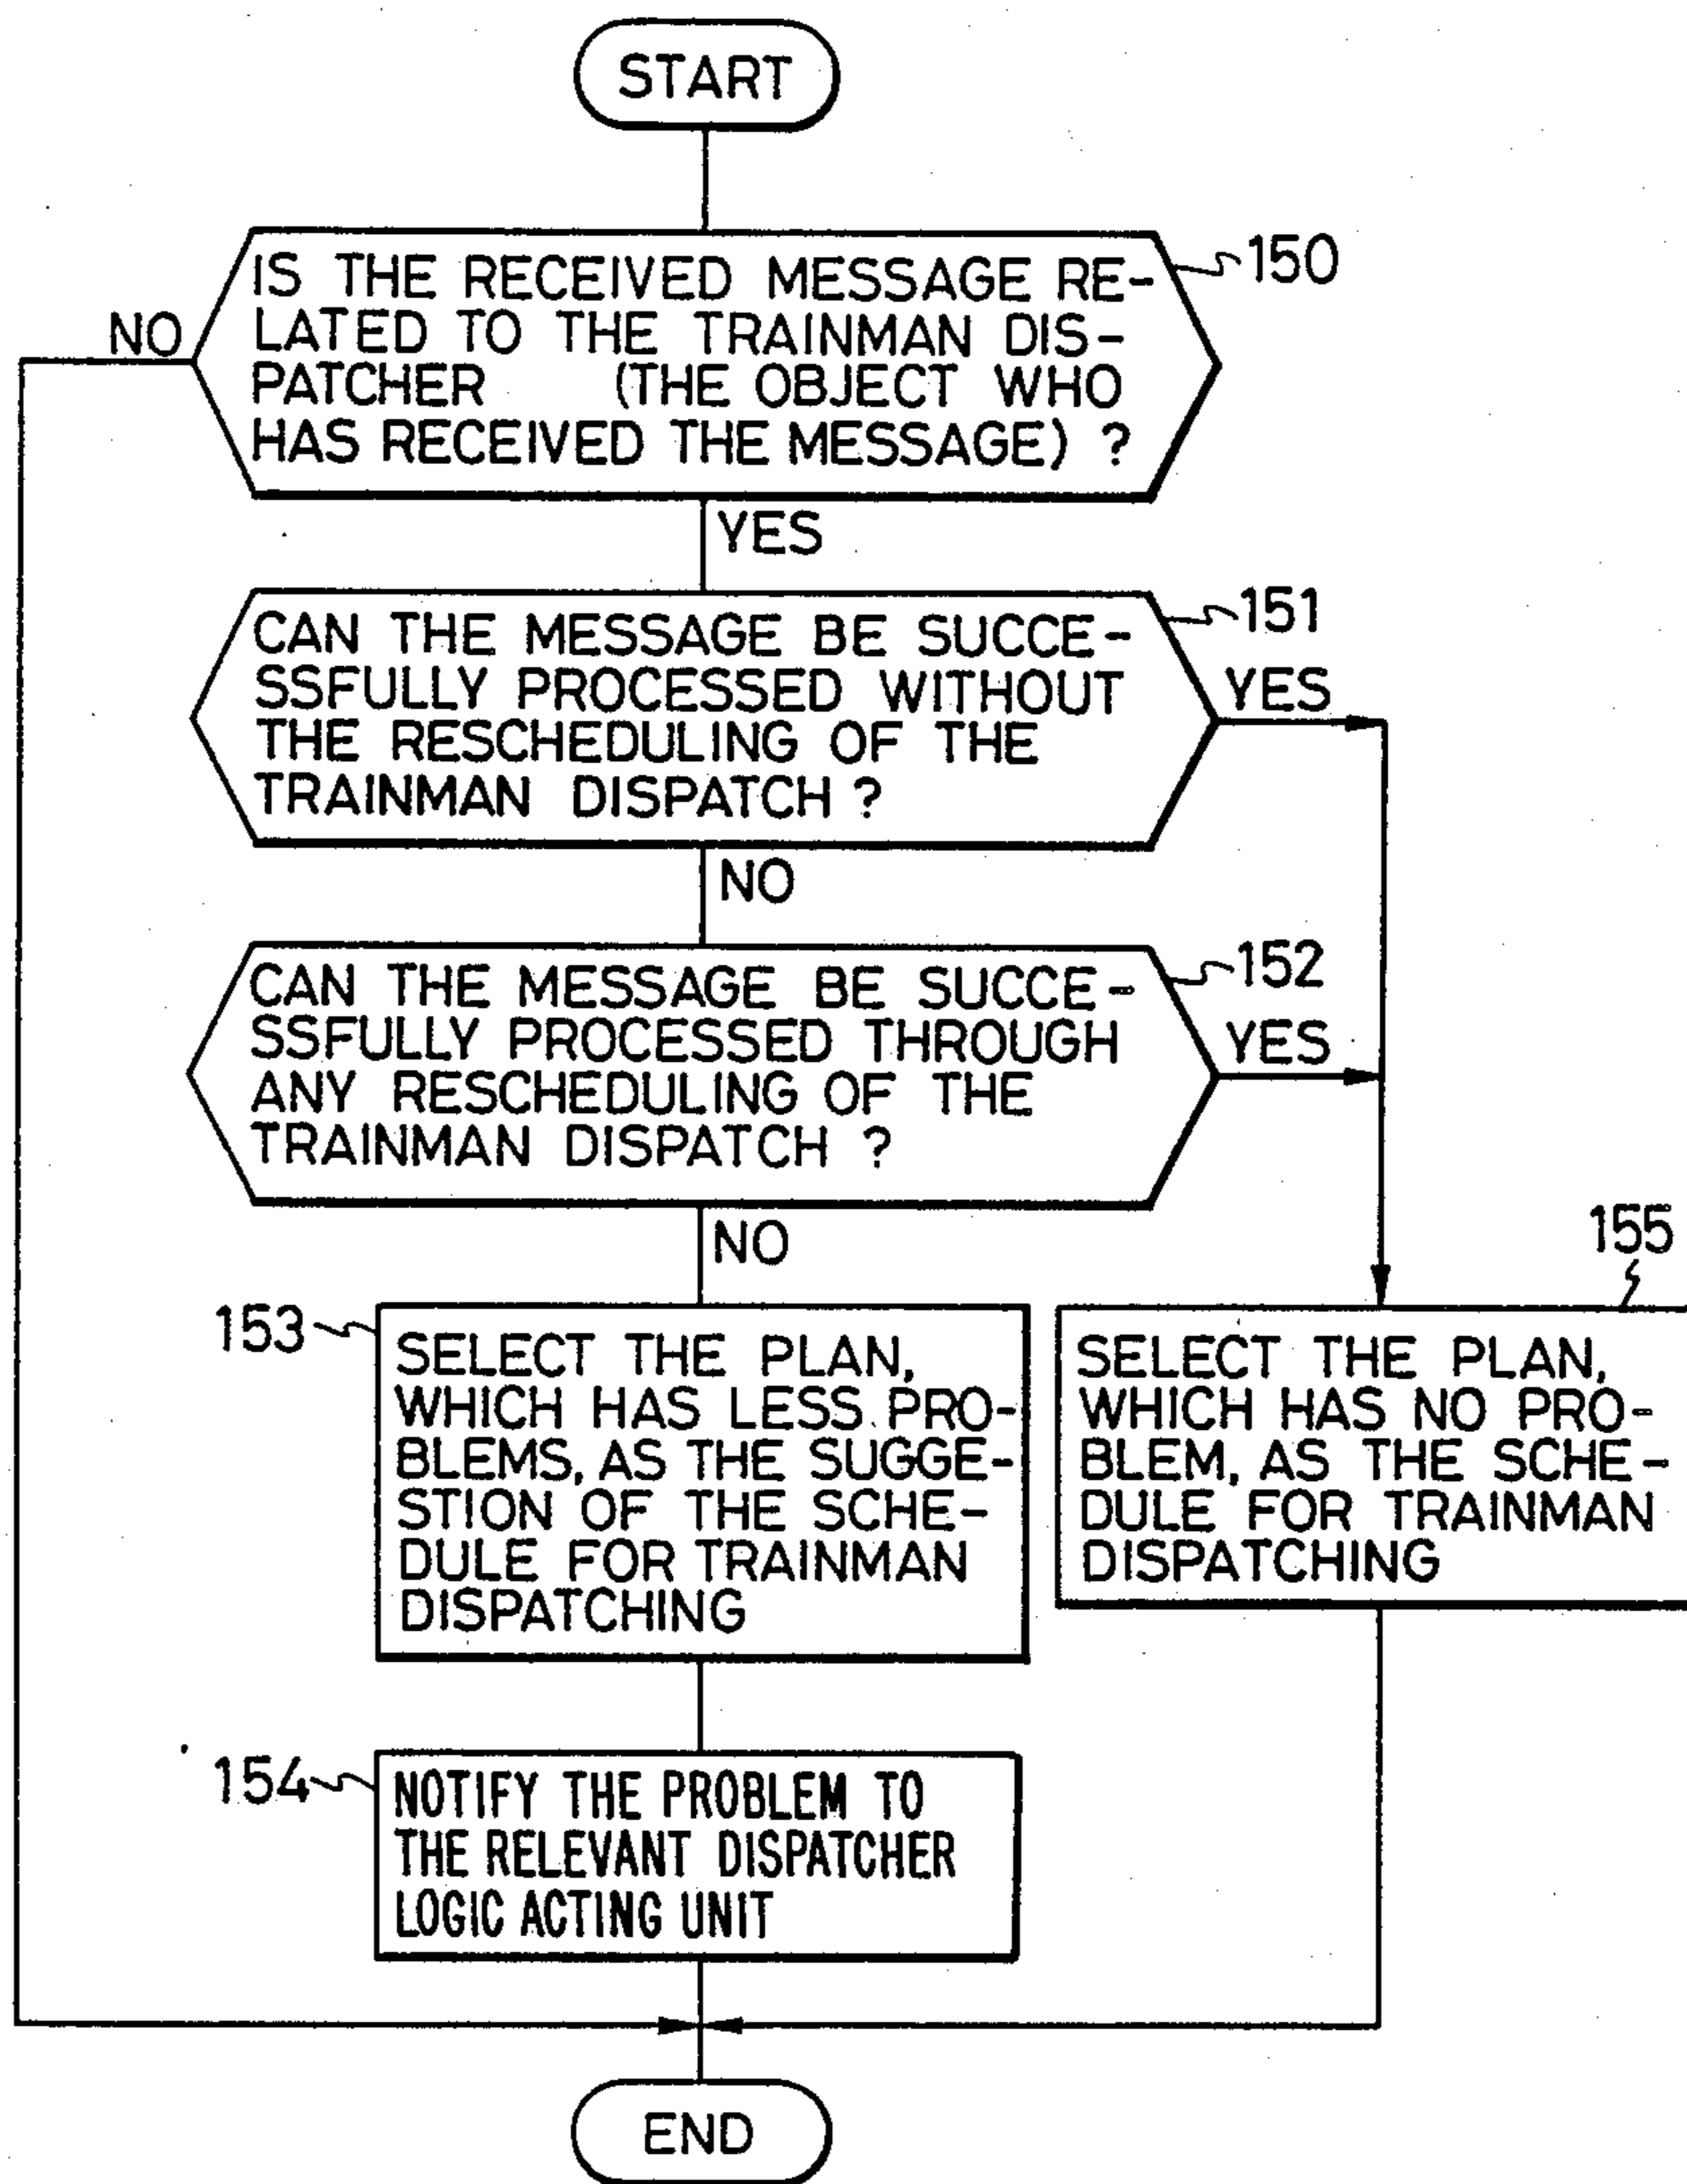 START
IS THE RECEIVED MESSAGE RE-
LATED TO THE TRAINMAN DIS-
PATCHER (THE OBJECT WHO
HAS RECEIVED THE MESSAGE) ?
150
NO
YES
CAN THE MESSAGE BE SUCCE-
SSFULLY PROCESSED WITHOUT
THE RESCHEDULING OF THE
TRAINMAN DISPATCH ?
151
YES
NO
CAN THE MESSAGE BE SUCCE-
SSFULLY PROCESSED THROUGH
ANY RESCHEDULING OF THE
TRAINMAN DISPATCH ?
152
YES
NO
153
SELECT THE PLAN,
WHICH HAS LESS PRO-
BLEMS, AS THE SUGGE-
STION OF THE SCHE-
DULE FOR TRAINMAN
DISPATCHING
155
SELECT THE PLAN,
WHICH HAS NO PRO-
BLEM, AS THE SCHE-
DULE FOR TRAINMAN
DISPATCHING
154
NOTIFY THE PROBLEM TO
THE RELEVANT DISPATCHER
LOGIC ACTING UNIT
END